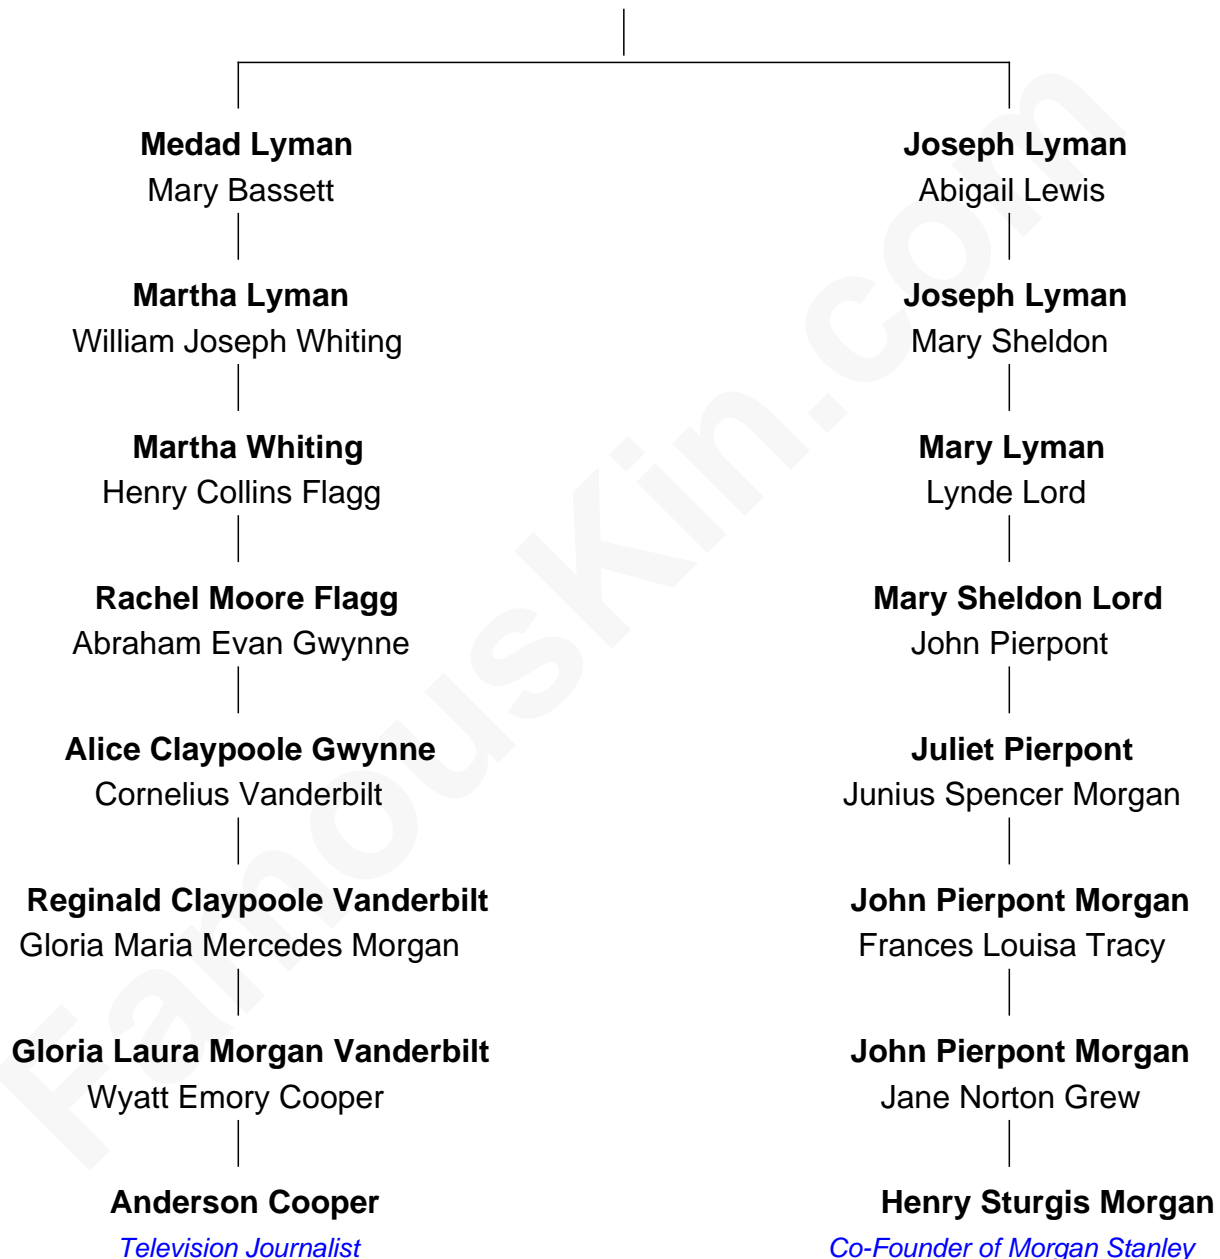 Medad Lyman
Mary Bassett
Joseph Lyman
Abigail Lewis
Martha Lyman
William Joseph Whiting
Joseph Lyman
Mary Sheldon
Martha Whiting
Henry Collins Flagg
Mary Lyman
Lynde Lord
Rachel Moore Flagg
Abraham Evan Gwynne
Mary Sheldon Lord
John Pierpont
Alice Claypoole Gwynne
Cornelius Vanderbilt
Juliet Pierpont
Junius Spencer Morgan
Reginald Claypoole Vanderbilt
Gloria Maria Mercedes Morgan
John Pierpont Morgan
Frances Louisa Tracy
Gloria Laura Morgan Vanderbilt
Wyatt Emory Cooper
John Pierpont Morgan
Jane Norton Grew
Anderson Cooper
Television Journalist
Henry Sturgis Morgan
Co-Founder of Morgan Stanley
FamousKin.com